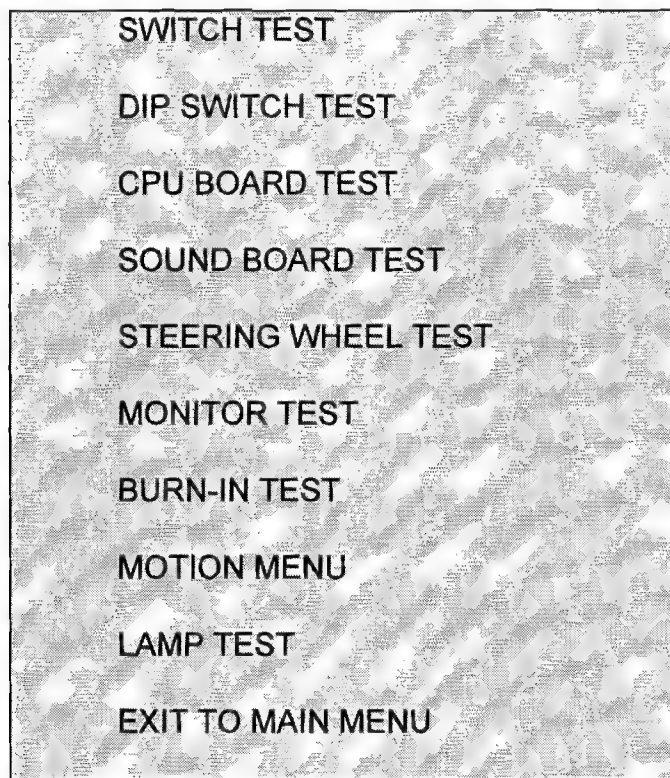 SWITCH TEST
DIP SWITCH TEST
CPU BOARD TEST
SOUND BOARD TEST
STEERING WHEEL TEST
MONITOR TEST
BURN-IN TEST
MOTION MENU
LAMP TEST
EXIT TO MAIN MENU